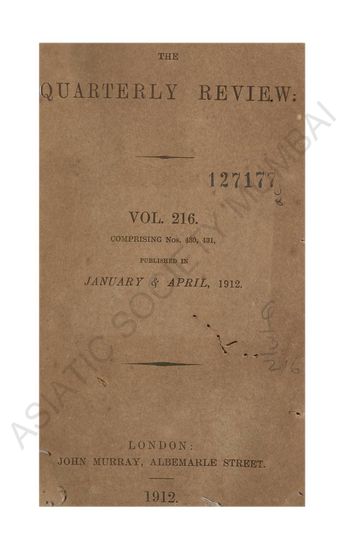 THE
QUARTERLY REVIEW:
127177
VOL. 216.
COMPRISING Nos. 430, 431,
PUBLISHED IN
JANUARY & APRIL, 1912.
216
LONDON:
JOHN MURRAY, ALBEMARLE STREET.
1912.
ASIATIC SOCIETY MUMBAI